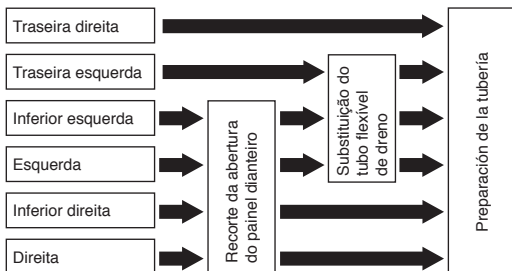 Traseira direita
Traseira esquerda
Inferior esquerda
Esquerda
Inferior direita
Direita
Recorte da abertura
do painel dianteiro
Substituição do
tubo flexível
de dreno
Preparación de la tubería